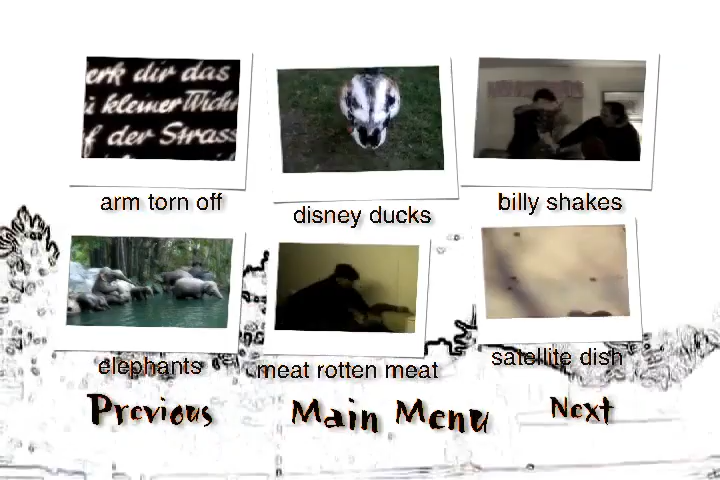 erk dir das
kleiner Wich
f der Strass
arm torn off
disney ducks
billy shakes
elephants
meat rotten meat
satellite dish
Previous
Main Menu
Next